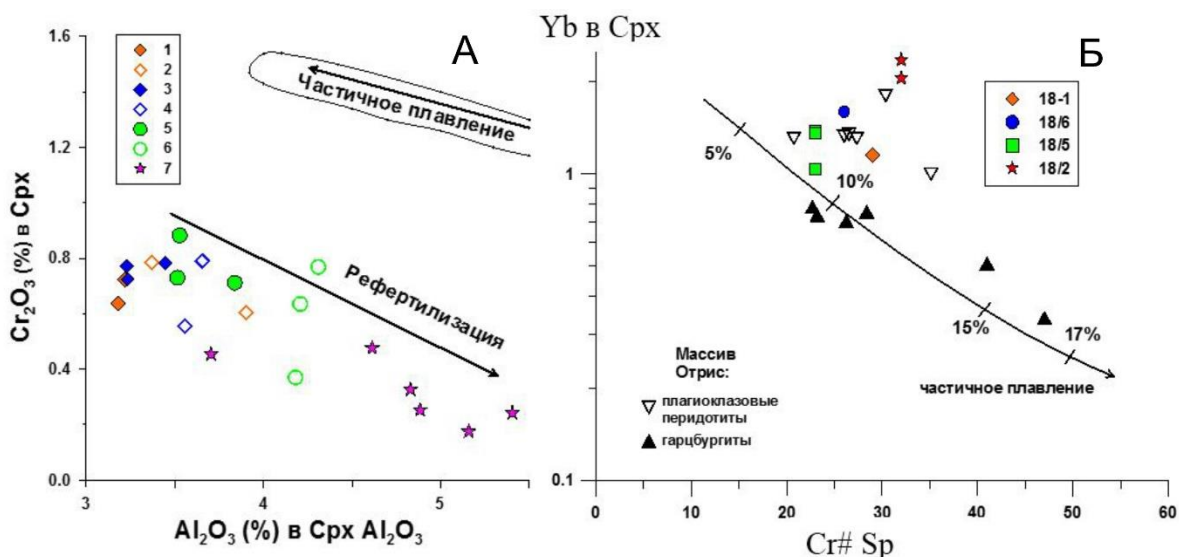 А
1.6
1.2
0.8
0.4
0.0
Cr₂O₃ (%) в Cpx
1
2
3
4
5
6
7
Частичное плавление
Рефертилизация
3
4
5
Al₂O₃ (%) в Cpx Al₂O₃
Yb в Cpx
Б
1
0.1
18-1
18/6
18/5
18/2
5%
10%
15%
17%
частичное плавление
Массив
Отрис:
плагиоклазовые
перидотиты
гарцбургиты
0
10
20
30
40
50
60
Cr# Sp